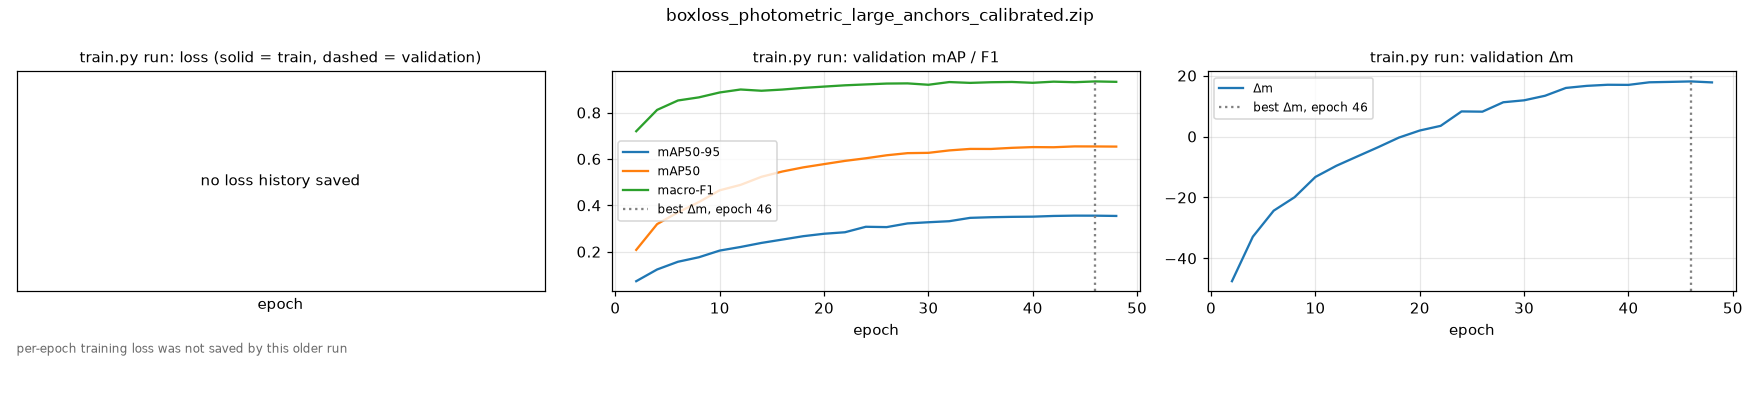 boxloss_photometric_large_anchors_calibrated.zip
train.py run: loss (solid = train, dashed = validation)
no loss history saved
epoch
per-epoch training loss was not saved by this older run
train.py run: validation mAP / F1
0.8
0.6
0.4
0.2
mAP50-95
mAP50
macro-F1
best Δm, epoch 46
0 10 20 30 40 50
epoch
train.py run: validation Δm
20
0
−20
−40
Δm
best Δm, epoch 46
0 10 20 30 40 50
epoch